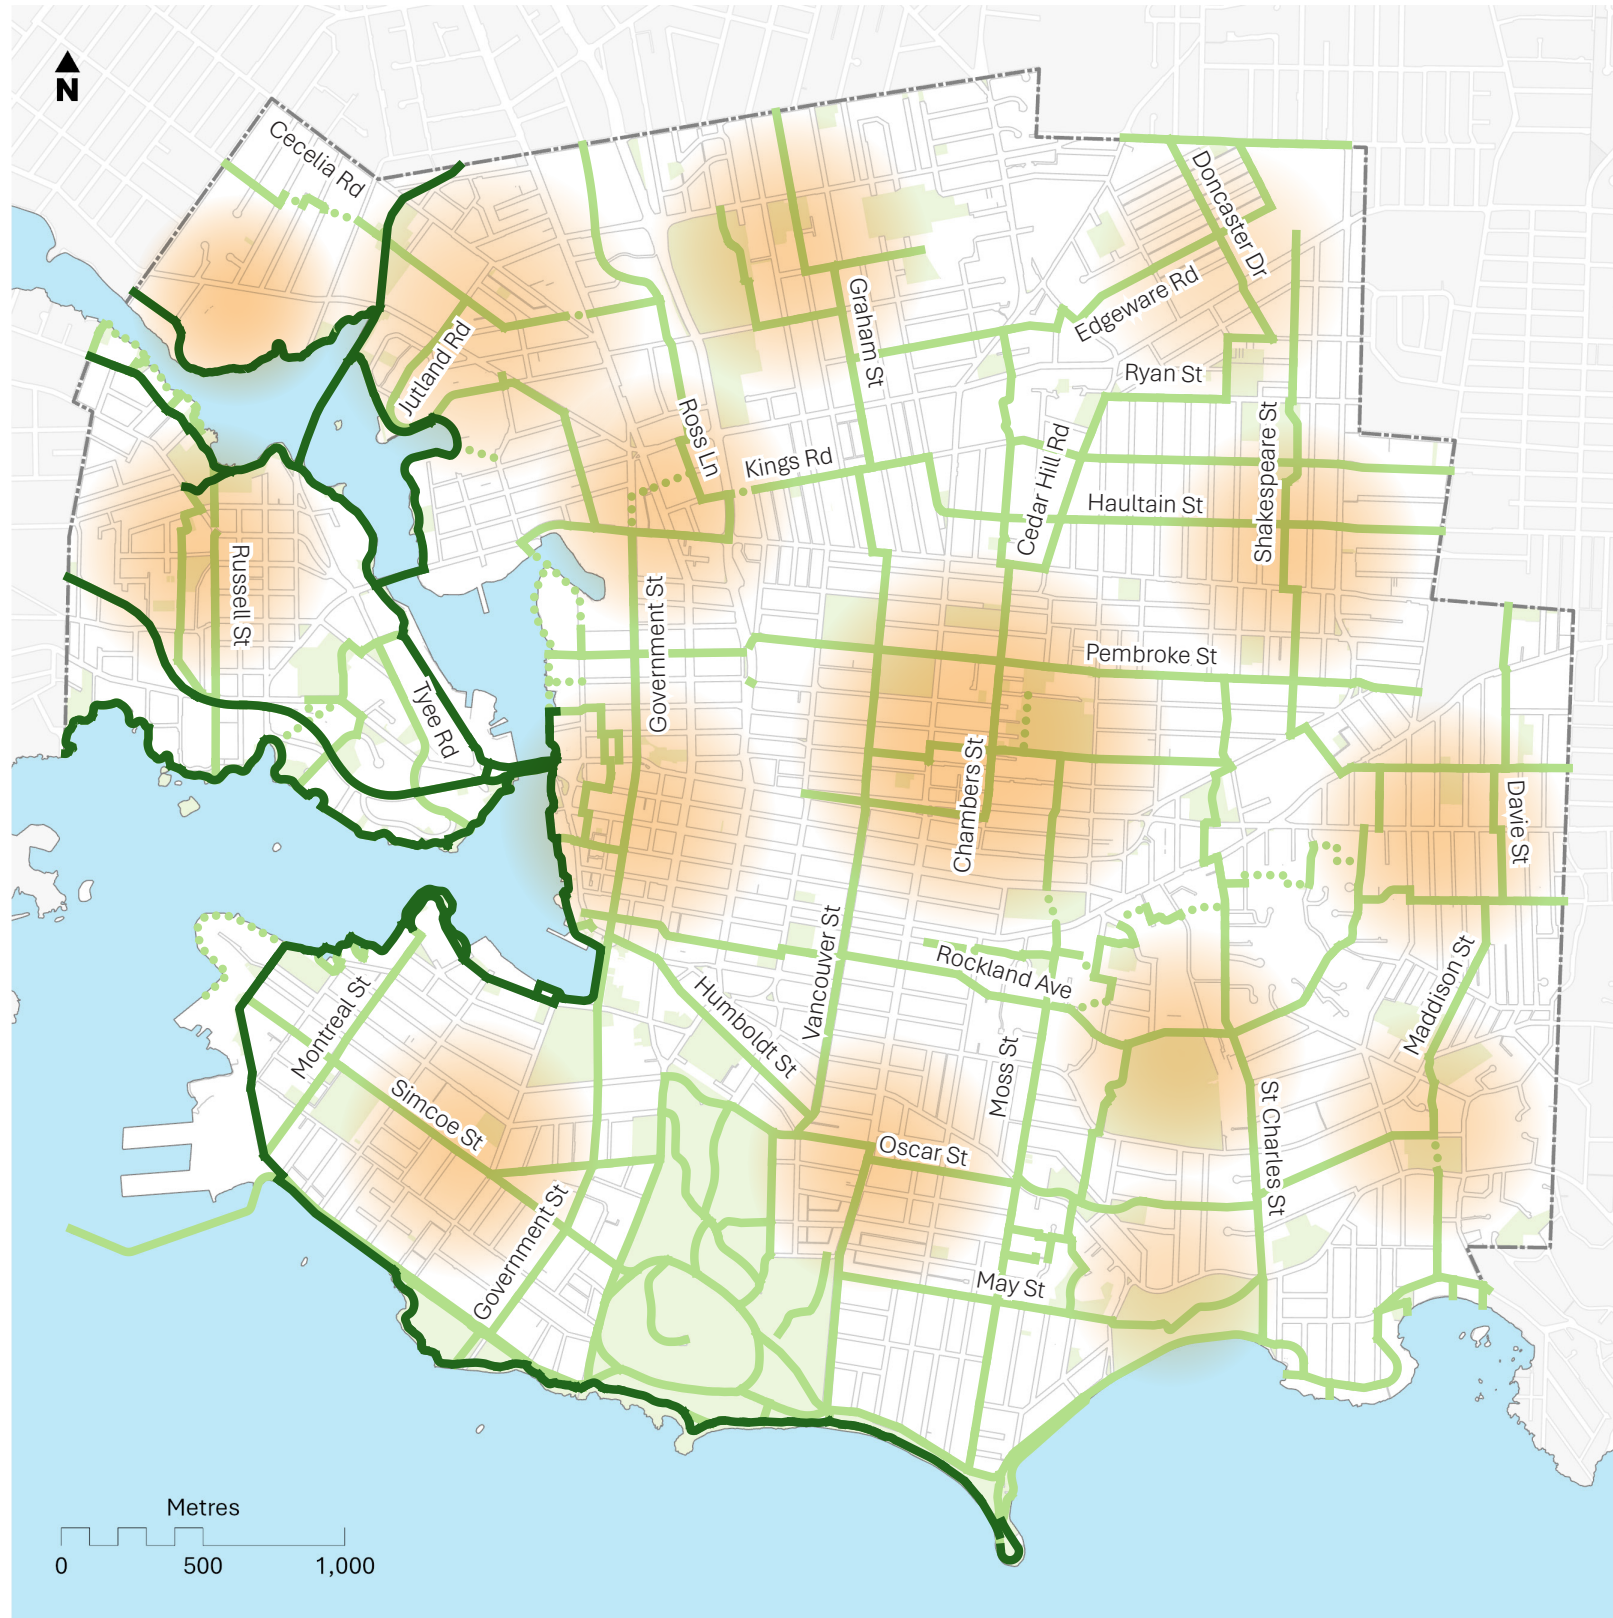 N
Cecelia Rd
Doncaster Dr
Edgeware Rd
Graham St
Jutland Rd
Ryan St
Ross Ln
Kings Rd
Cedar Hill Rd
Shakespeare St
Haultain St
Russell St
Government St
Pembroke St
Tyee Rd
Chambers St
Davie St
Vancouver St
Rockland Ave
Maddison St
Montreal St
Humboldt St
Moss St
Simcoe St
St Charles St
Oscar St
Government St
May St
Metres
0 500 1,000